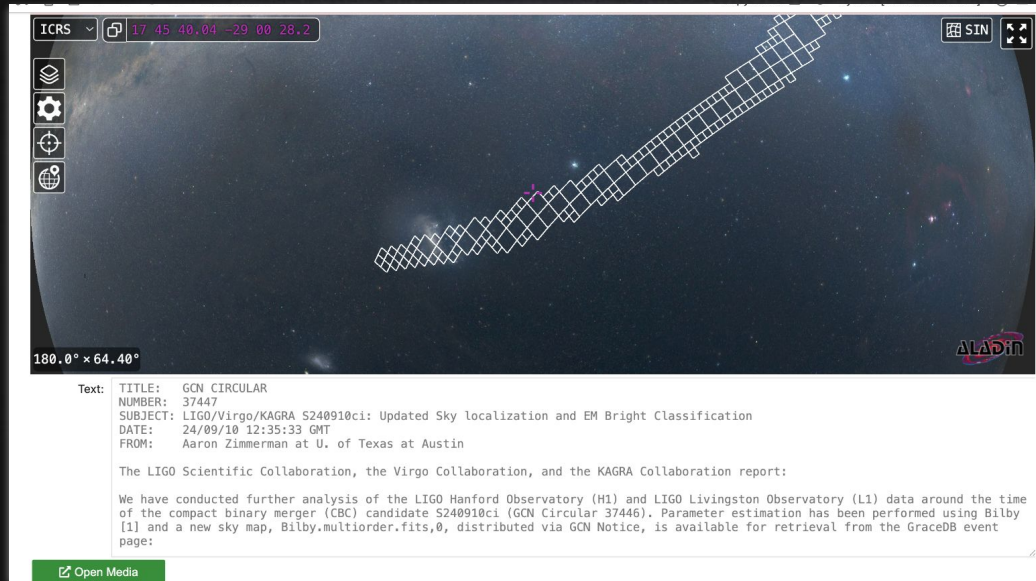 ICRS
17 45 40.04 −29 00 28.2
SIN
180.0° × 64.40°
ALADin
Text:
TITLE: GCN CIRCULAR
NUMBER: 37447
SUBJECT: LIGO/Virgo/KAGRA S240910ci: Updated Sky localization and EM Bright Classification
DATE: 24/09/10 12:35:33 GMT
FROM: Aaron Zimmerman at U. of Texas at Austin
The LIGO Scientific Collaboration, the Virgo Collaboration, and the KAGRA Collaboration report:
We have conducted further analysis of the LIGO Hanford Observatory (H1) and LIGO Livingston Observatory (L1) data around the time
of the compact binary merger (CBC) candidate S240910ci (GCN Circular 37446). Parameter estimation has been performed using Bilby
[1] and a new sky map, Bilby.multiorder.fits,0, distributed via GCN Notice, is available for retrieval from the GraceDB event
page:
Open Media